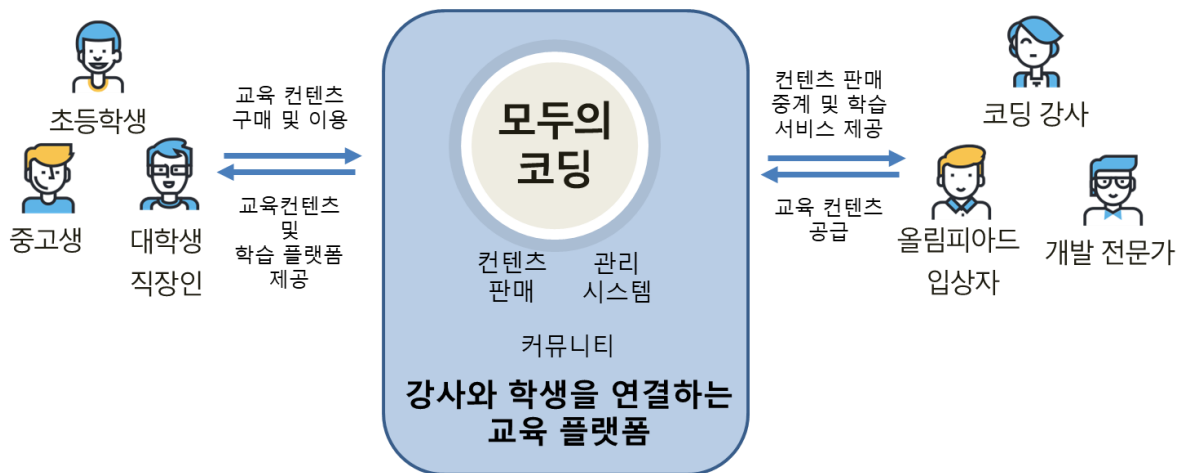 초등학생
중고생
대학생
직장인
교육 컨텐츠
구매 및 이용
교육컨텐츠
및
학습 플랫폼
제공
모두의
코딩
컨텐츠
판매
관리
시스템
커뮤니티
강사와 학생을 연결하는
교육 플랫폼
컨텐츠 판매
중계 및 학습
서비스 제공
교육 컨텐츠
공급
코딩 강사
올림피아드
입상자
개발 전문가